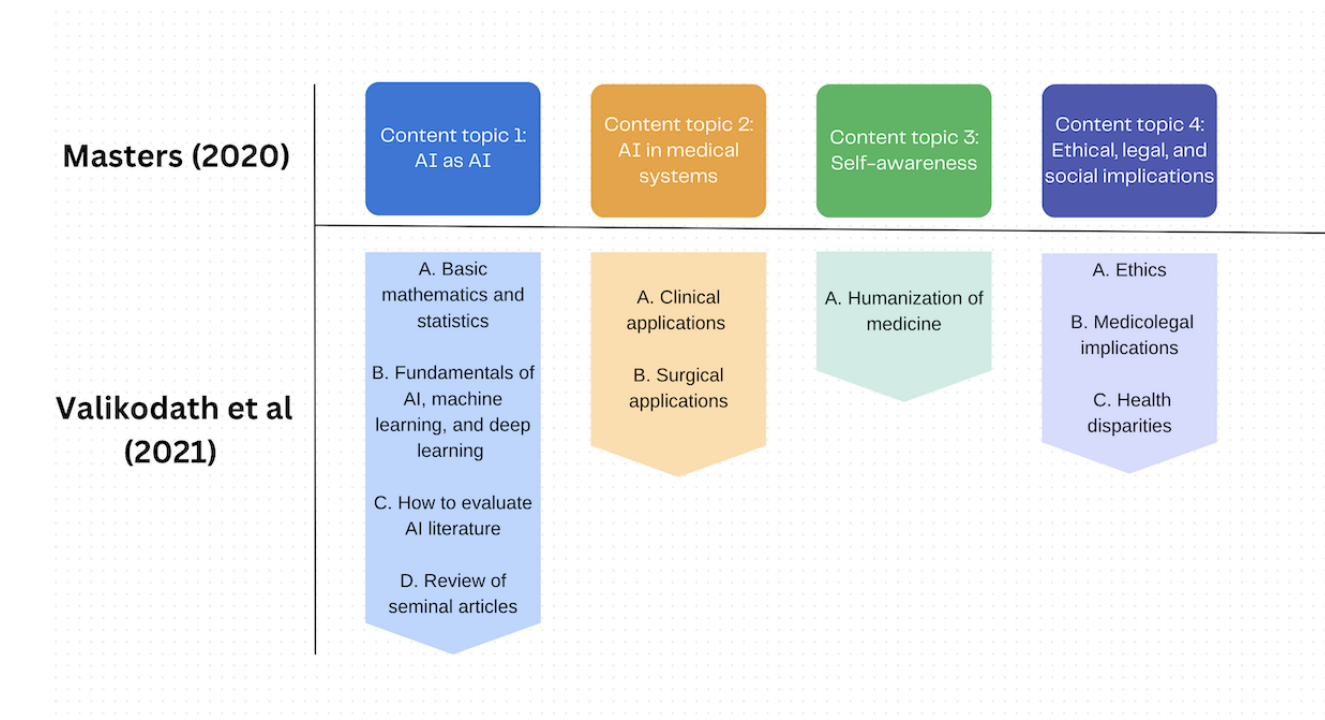 Masters (2020)
Content topic 1:
AI as AI
Content topic 2:
AI in medical
systems
Content topic 3:
Self-awareness
Content topic 4:
Ethical, legal, and
social implications
Valikodath et al
(2021)
A. Basic
mathematics and
statistics
B. Fundamentals of
AI, machine
learning, and deep
learning
C. How to evaluate
AI literature
D. Review of
seminal articles
A. Clinical
applications
B. Surgical
applications
A. Humanization of
medicine
A. Ethics
B. Medicolegal
implications
C. Health
disparities